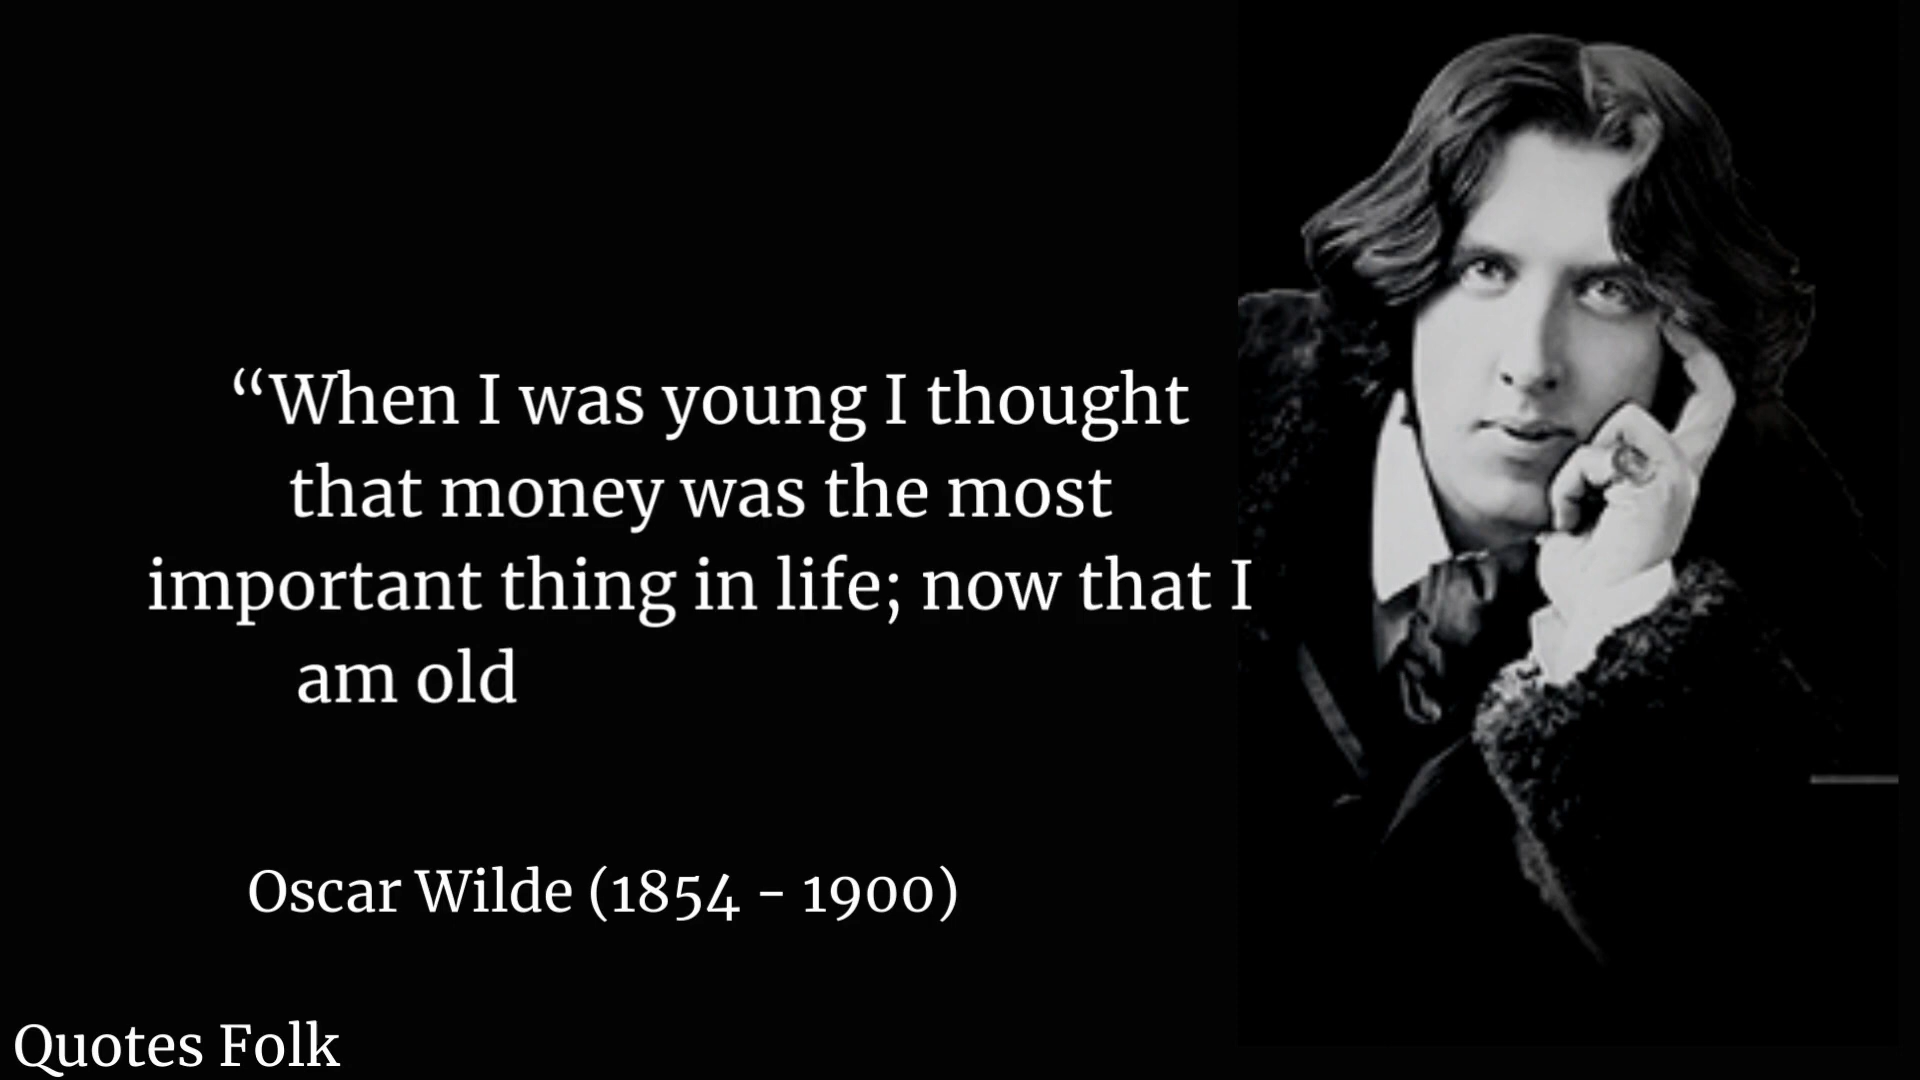 “When I was young I thought
that money was the most
important thing in life; now that I
am old
Oscar Wilde (1854 - 1900)
Quotes Folk